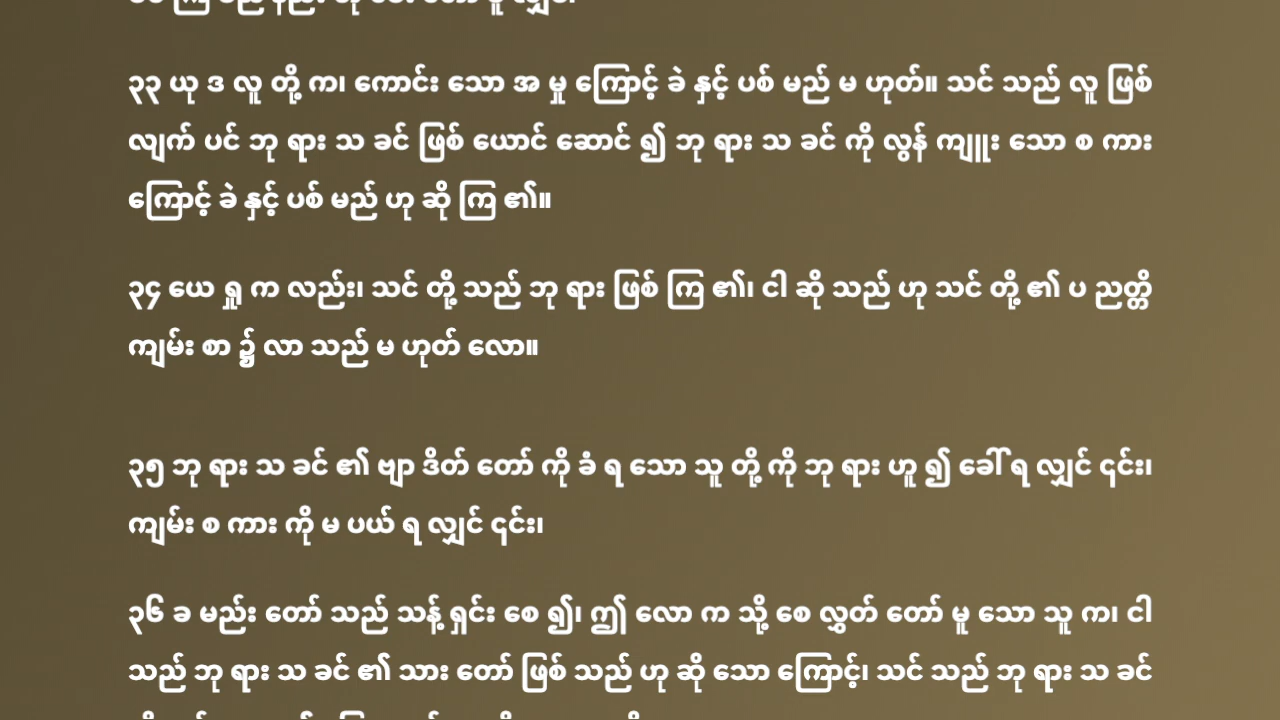 ၃၃ ယု ဒ လူ တို့ က၊ ကောင်း သော အ မှု ကြောင့် ခဲ နှင့် ပစ် မည် မ ဟုတ်။ သင် သည် လူ ဖြစ်
လျက် ပင် ဘု ရား သ ခင် ဖြစ် ယောင် ဆောင် ၍ ဘု ရား သ ခင် ကို လွန် ကျူး သော စ ကား
ကြောင့် ခဲ နှင့် ပစ် မည် ဟု ဆို ကြ ၏။
၃၄ ယေ ရှု က လည်း၊ သင် တို့ သည် ဘု ရား ဖြစ် ကြ ၏၊ ငါ ဆို သည် ဟု သင် တို့ ၏ ပ ညတ္တိ
ကျမ်း စာ ၌ လာ သည် မ ဟုတ် လော။
၃၅ ဘု ရား သ ခင် ၏ ဗျာ ဒိတ် တော် ကို ခံ ရ သော သူ တို့ ကို ဘု ရား ဟူ ၍ ခေါ် ရ လျှင် ၎င်း၊
ကျမ်း စ ကား ကို မ ပယ် ရ လျှင် ၎င်း၊
၃၆ ခ မည်း တော် သည် သန့် ရှင်း စေ ၍၊ ဤ လော က သို့ စေ လွှတ် တော် မူ သော သူ က၊ ငါ
သည် ဘု ရား သ ခင် ၏ သား တော် ဖြစ် သည် ဟု ဆို သော ကြောင့်၊ သင် သည် ဘု ရား သ ခင်